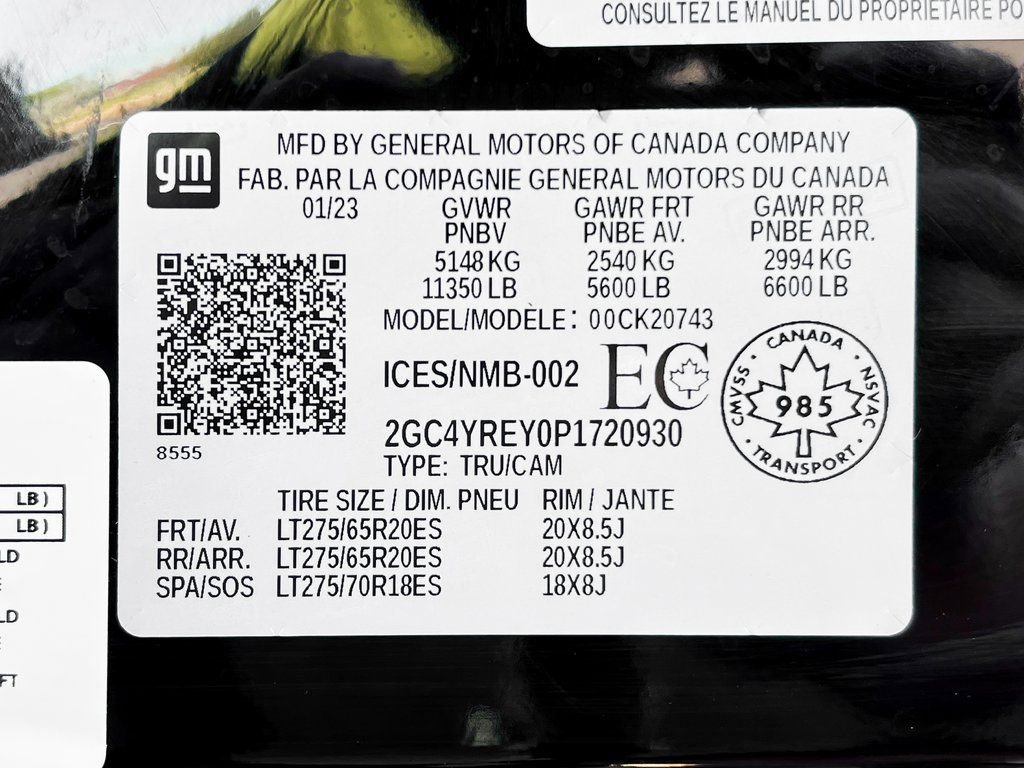 CONSULTEZ LE MANUEL DU PROPRIÉTAIRE PO
gm
MFD BY GENERAL MOTORS OF CANADA COMPANY
FAB. PAR LA COMPAGNIE GENERAL MOTORS DU CANADA
01/23 GVWR GAWR FRT GAWR RR
PNBV PNBE AV. PNBE ARR.
5148 KG 2540 KG 2994 KG
11350 LB 5600 LB 6600 LB
MODEL/MODÈLE: 00CK20743
ICES/NMB-002 EC
CANADA
CMVSS 985 NSVAC
TRANSPORT
2GC4YREY0P1720930
8555
TYPE: TRU/CAM
TIRE SIZE / DIM. PNEU RIM / JANTE
FRT/AV. LT275/65R20ES 20X8.5J
RR/ARR. LT275/65R20ES 20X8.5J
SPA/SOS LT275/70R18ES 18X8J
LB )
LB )
LD
E
LD
E
FT